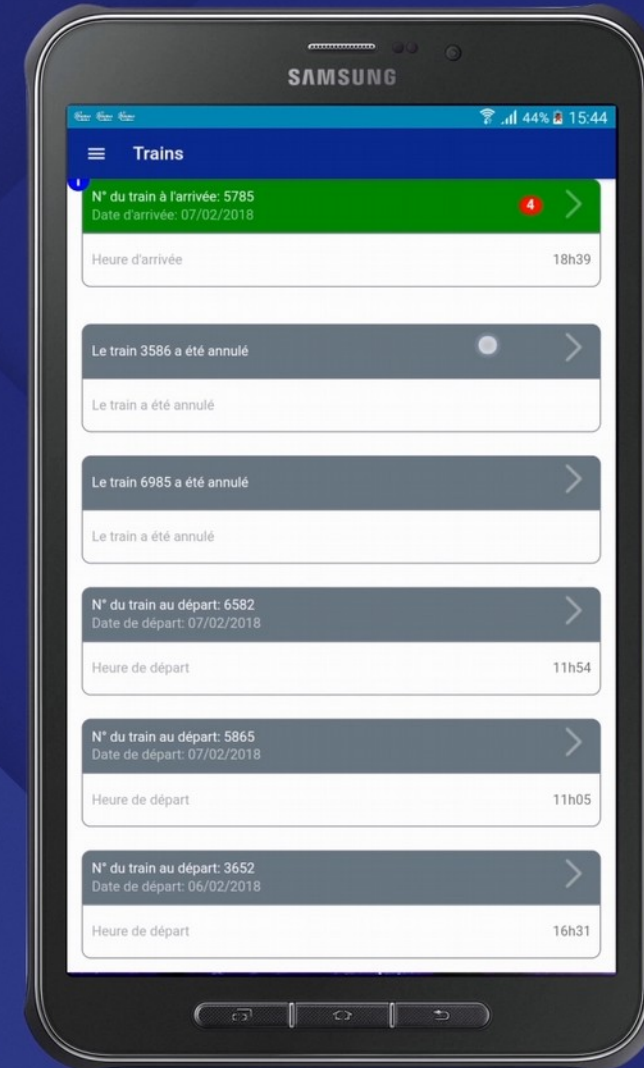 SAMSUNG
44% 15:44
Trains
N° du train à l'arrivée: 5785
Date d'arrivée: 07/02/2018
4
Heure d'arrivée 18h39
Le train 3586 a été annulé
Le train a été annulé
Le train 6985 a été annulé
Le train a été annulé
N° du train au départ: 6582
Date de départ: 07/02/2018
Heure de départ 11h54
N° du train au départ: 5865
Date de départ: 07/02/2018
Heure de départ 11h05
N° du train au départ: 3652
Date de départ: 06/02/2018
Heure de départ 16h31